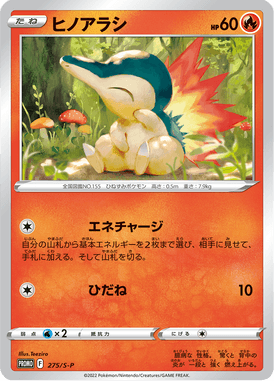 たね ヒノアラシ HP60
全国図鑑NO.155 ひねずみポケモン 高さ:0.5m 重さ:7.9kg
エネチャージ
自分の山札から基本エネルギーを2枚まで選び、相手に見せて、
手札に加える。そして山札を切る。
ひだね 10
弱点 ×2 抵抗力 にげる
Illus.Teeziro
PROMO F 275/S-P
臆病な 性格。 驚くと 背中の
炎が 一段と 強く 燃え上がる。
©2022 Pokémon/Nintendo/Creatures/GAME FREAK.